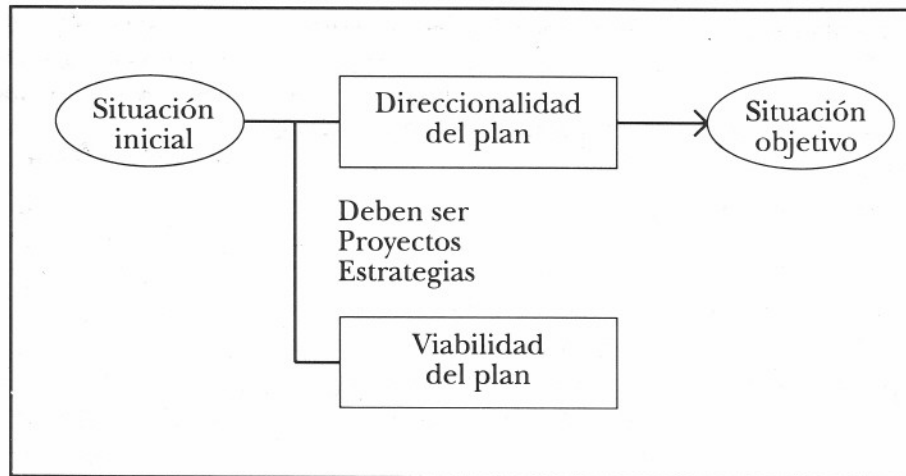 Situación
inicial
Direccionalidad
del plan
Situación
objetivo
Deben ser
Proyectos
Estrategias
Viabilidad
del plan